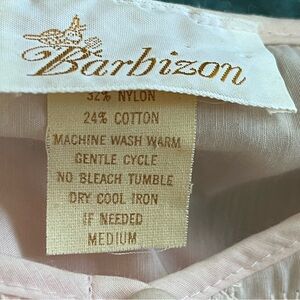 Barbizon
32% NYLON
24% COTTON
MACHINE WASH WARM
GENTLE CYCLE
NO BLEACH TUMBLE
DRY COOL IRON
IF NEEDED
MEDIUM